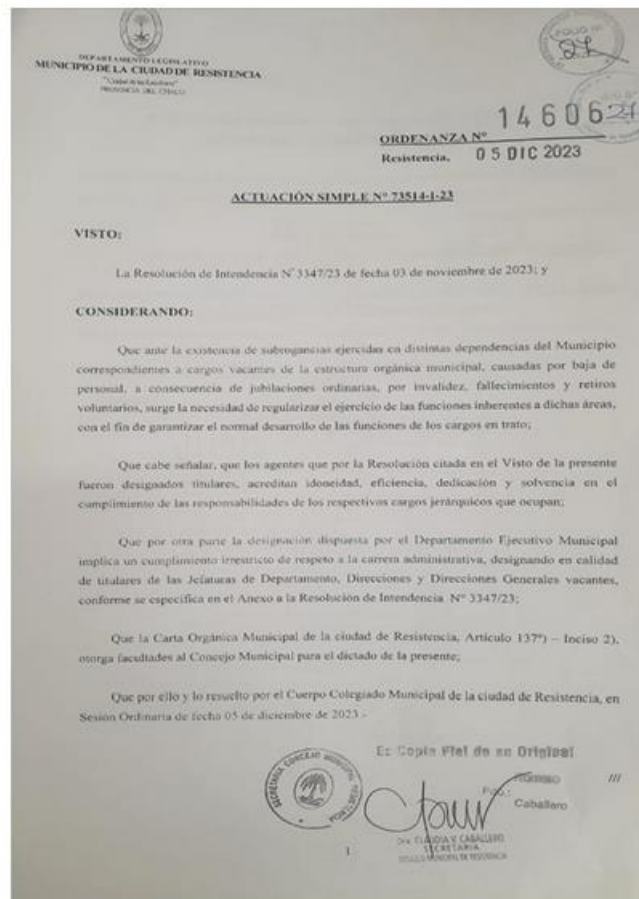 FOLIO Nº
27
DEPARTAMENTO LEGISLATIVO
MUNICIPIO DE LA CIUDAD DE RESISTENCIA
PROVINCIA DEL CHACO
ORDENANZA Nº 14606
Resistencia, 05 DIC 2023
ACTUACIÓN SIMPLE Nº 73514-I-23
VISTO:
La Resolución de Intendencia Nº 3347/23 de fecha 03 de noviembre de 2023; y
CONSIDERANDO:
Que ante la existencia de subrogancias ejercidas en distintas dependencias del Municipio
correspondientes a cargos vacantes de la estructura orgánica municipal, causadas por baja de
personal, a consecuencia de jubilaciones ordinarias, por invalidez, fallecimientos y retiros
voluntarios, surge la necesidad de regularizar el ejercicio de las funciones inherentes a dichas áreas,
con el fin de garantizar el normal desarrollo de las funciones de los cargos en trato;
Que cabe señalar, que los agentes que por la Resolución citada en el Visto de la presente
fueron designados titulares, acreditan idoneidad, eficiencia, dedicación y solvencia en el
cumplimiento de las responsabilidades de los respectivos cargos jerárquicos que ocupan;
Que por otra parte la designación dispuesta por el Departamento Ejecutivo Municipal
implica un cumplimiento irrestricto de respeto a la carrera administrativa, designando en calidad
de titulares de las Jefaturas de Departamento, Direcciones y Direcciones Generales vacantes,
conforme se especifica en el Anexo a la Resolución de Intendencia Nº 3347/23;
Que la Carta Orgánica Municipal de la ciudad de Resistencia, Artículo 137º) – Inciso 2),
otorga facultades al Concejo Municipal para el dictado de la presente;
Que por ello y lo resuelto por el Cuerpo Colegiado Municipal de la ciudad de Resistencia, en
Sesión Ordinaria de fecha 05 de diciembre de 2023.-
Es Copia Fiel de su Original
SECRETARIA CONCEJO MUNICIPAL
///
Fdo.:
Caballero
Dra. CLAUDIA V. CABALLERO
SECRETARIA
CONCEJO MUNICIPAL DE RESISTENCIA
1